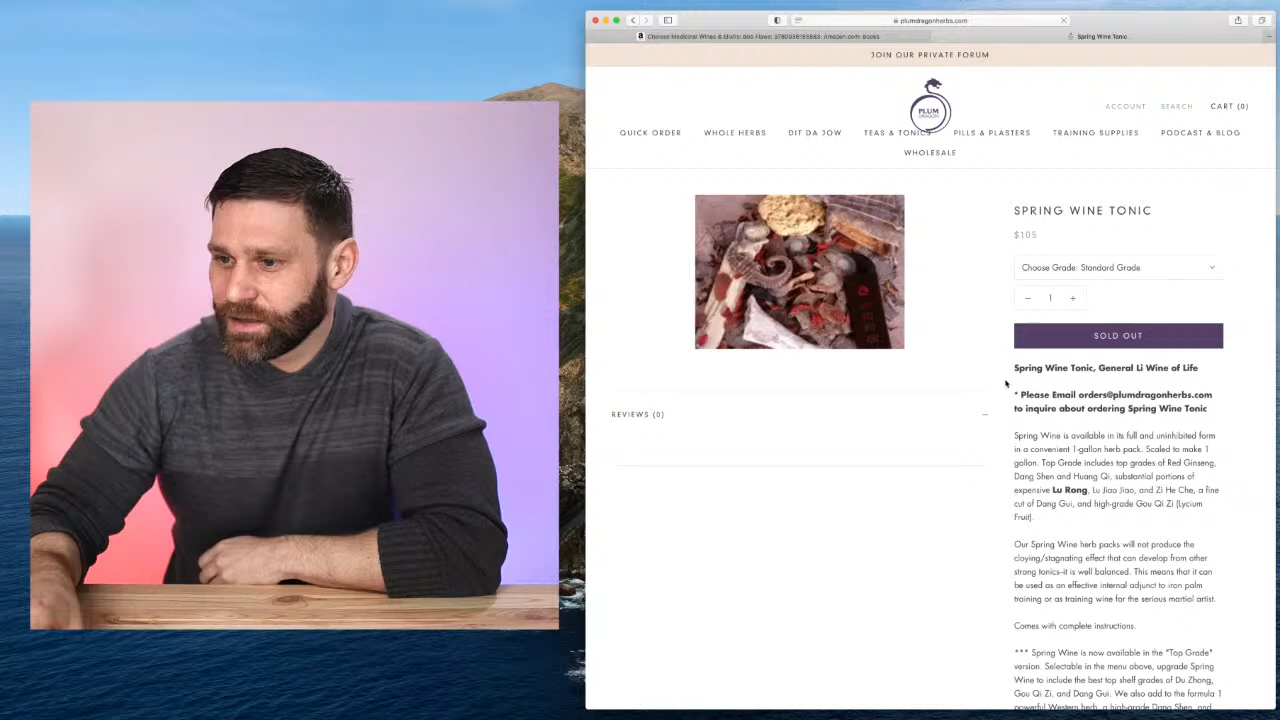 plumdragonherbs.com
Chinese Medicinal Wines & Elixirs: Bob Flaws: 9780936185583: Amazon.com: Books
Spring Wine Tonic
JOIN OUR PRIVATE FORUM
PLUM
DRAGON
ACCOUNT SEARCH CART (0)
QUICK ORDER WHOLE HERBS DIT DA JOW TEAS & TONICS PILLS & PLASTERS TRAINING SUPPLIES PODCAST & BLOG
WHOLESALE
SPRING WINE TONIC
$105
Choose Grade: Standard Grade
1
SOLD OUT
Spring Wine Tonic, General Li Wine of Life
* Please Email orders@plumdragonherbs.com
to inquire about ordering Spring Wine Tonic
REVIEWS (0)
Spring Wine is available in its full and uninhibited form
in a convenient 1-gallon herb pack. Scaled to make 1
gallon. Top Grade includes top grades of Red Ginseng,
Dang Shen and Huang Qi, substantial portions of
expensive Lu Rong, Lu Jiao Jiao, and Zi He Che, a fine
cut of Dang Gui, and high-grade Gou Qi Zi (Lycium
Fruit).
Our Spring Wine herb packs will not produce the
cloying/stagnating effect that can develop from other
strong tonics–it is well balanced. This means that it can
be used as an effective internal adjunct to iron palm
training or as training wine for the serious martial artist.
Comes with complete instructions.
*** Spring Wine is now available in the "Top Grade"
version. Selectable in the menu above, upgrade Spring
Wine to include the best top shelf grades of Du Zhong,
Gou Qi Zi, and Dang Gui. We also add to the formula 1
powerful Western herb, a high-grade Dang Shen, and